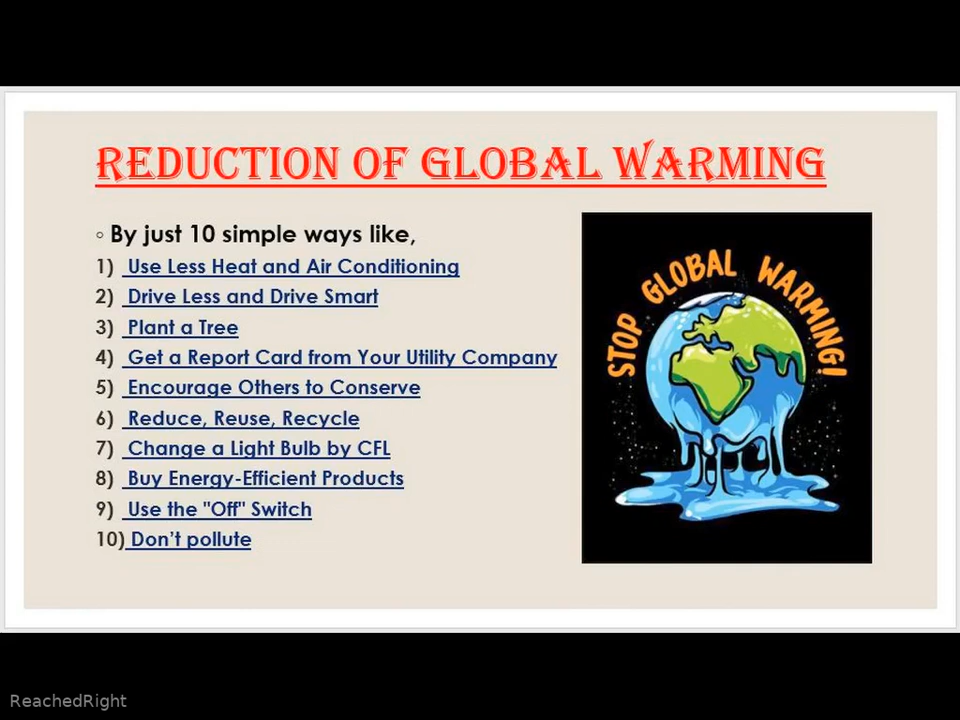 REDUCTION OF GLOBAL WARMING
◦ By just 10 simple ways like,
1) Use Less Heat and Air Conditioning
2) Drive Less and Drive Smart
3) Plant a Tree
4) Get a Report Card from Your Utility Company
5) Encourage Others to Conserve
6) Reduce, Reuse, Recycle
7) Change a Light Bulb by CFL
8) Buy Energy-Efficient Products
9) Use the "Off" Switch
10) Don't pollute
STOP GLOBAL WARMING!
ReachedRight